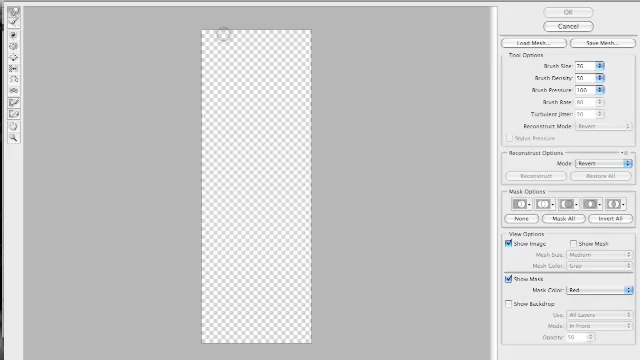 OK
Cancel
Load Mesh... Save Mesh...
Tool Options
Brush Size: 70
Brush Density: 50
Brush Pressure: 100
Brush Rate: 80
Turbulent Jitter: 50
Reconstruct Mode: Revert
Stylus Pressure
Reconstruct Options
Mode: Revert
Reconstruct Restore All
Mask Options
None Mask All Invert All
View Options
Show Image Show Mesh
Mesh Size: Medium
Mesh Color: Gray
Show Mask
Mask Color: Red
Show Backdrop
Use: All Layers
Mode: In Front
Opacity: 50